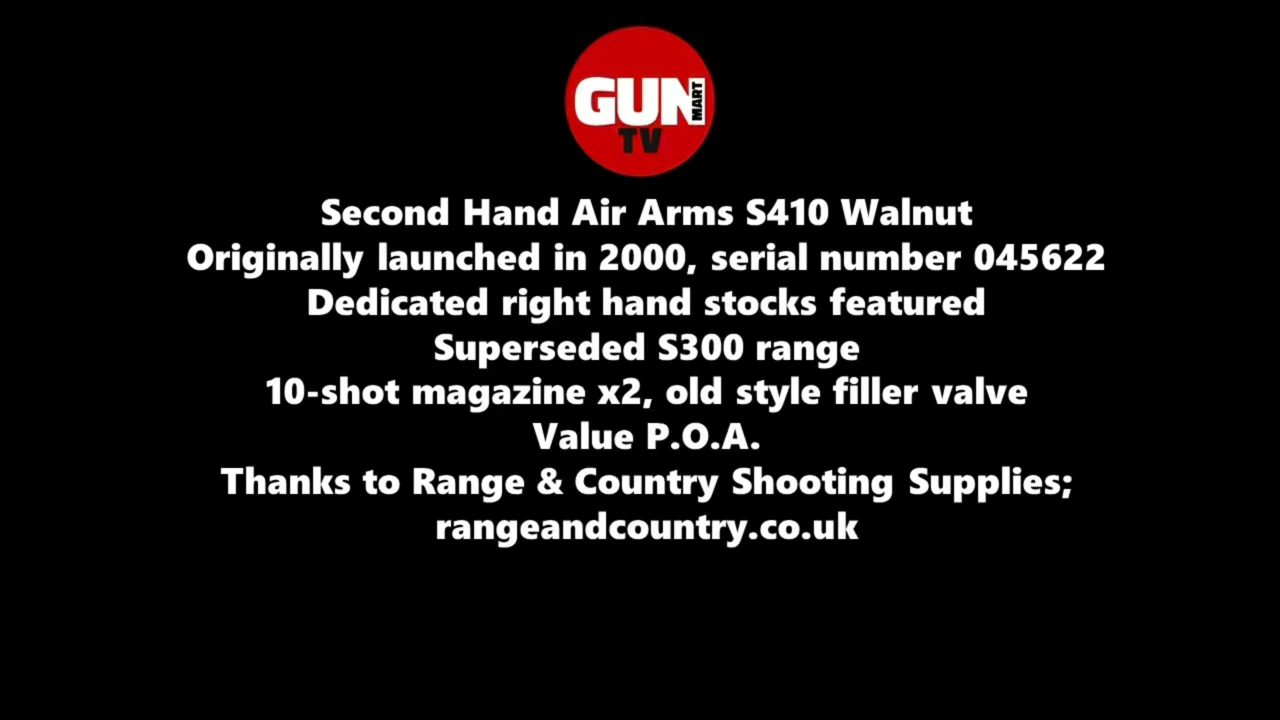 GUN MART
TV
Second Hand Air Arms S410 Walnut
Originally launched in 2000, serial number 045622
Dedicated right hand stocks featured
Superseded S300 range
10-shot magazine x2, old style filler valve
Value P.O.A.
Thanks to Range & Country Shooting Supplies;
rangeandcountry.co.uk